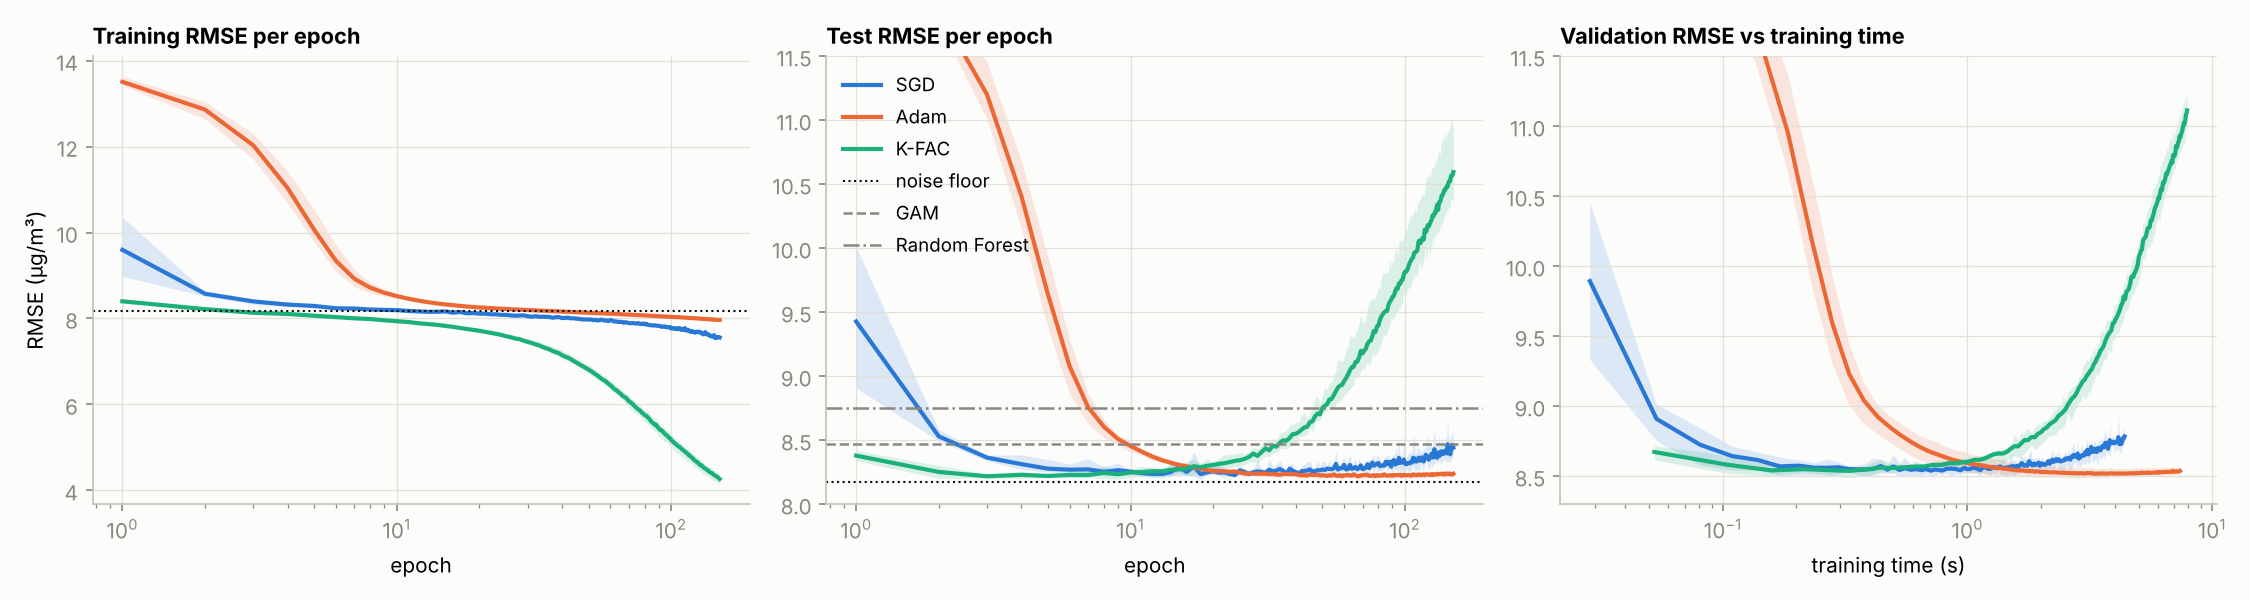 Training RMSE per epoch
RMSE (µg/m³)
14
12
10
8
6
4
10⁰
10¹
10²
epoch
Test RMSE per epoch
11.5
11.0
10.5
10.0
9.5
9.0
8.5
8.0
SGD
Adam
K-FAC
noise floor
GAM
Random Forest
10⁰
10¹
10²
epoch
Validation RMSE vs training time
11.5
11.0
10.5
10.0
9.5
9.0
8.5
10⁻¹
10⁰
10¹
training time (s)